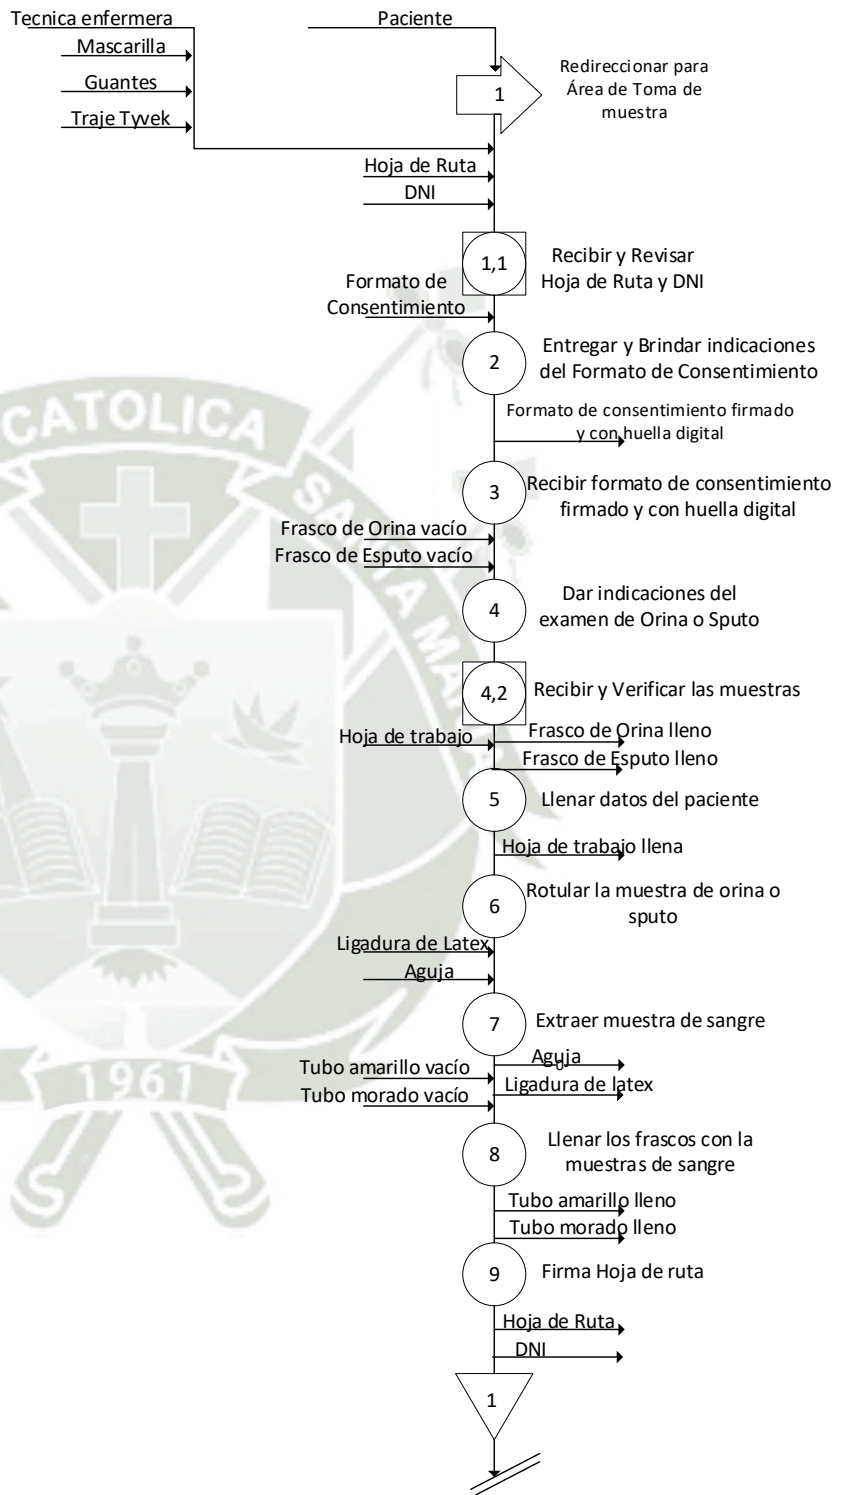 Tecnica enfermera
Paciente
Mascarilla
Guantes
Traje Tyvek
1
Redireccionar para
Área de Toma de
muestra
Hoja de Ruta
DNI
1,1
Recibir y Revisar
Hoja de Ruta y DNI
Formato de
Consentimiento
2
Entregar y Brindar indicaciones
del Formato de Consentimiento
Formato de consentimiento firmado
y con huella digital
3
Recibir formato de consentimiento
firmado y con huella digital
Frasco de Orina vacío
Frasco de Esputo vacío
4
Dar indicaciones del
examen de Orina o Sputo
4,2
Recibir y Verificar las muestras
Hoja de trabajo
Frasco de Orina lleno
Frasco de Esputo lleno
5
Llenar datos del paciente
Hoja de trabajo llena
6
Rotular la muestra de orina o
sputo
Ligadura de Latex
Aguja
7
Extraer muestra de sangre
Aguja
0
Ligadura de latex
Tubo amarillo vacío
Tubo morado vacío
8
Llenar los frascos con la
muestras de sangre
Tubo amarillo lleno
Tubo morado lleno
9
Firma Hoja de ruta
Hoja de Ruta
DNI
1
CATOLICA
SANTA MARIA
1961